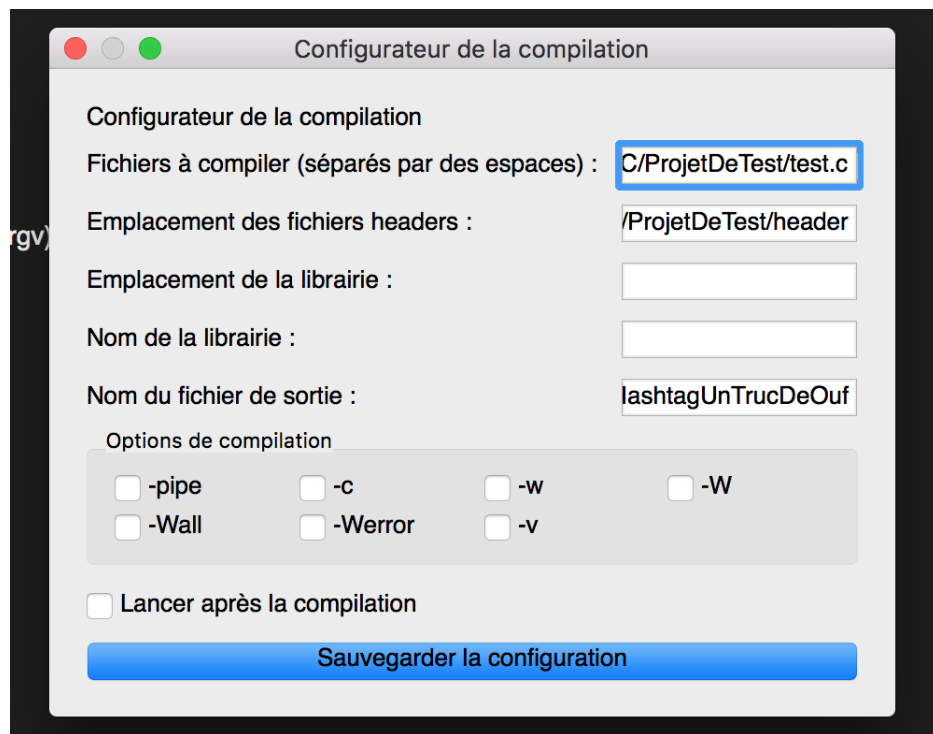 Configurateur de la compilation
Configurateur de la compilation
Fichiers à compiler (séparés par des espaces) : C/ProjetDeTest/test.c
Emplacement des fichiers headers : /ProjetDeTest/header
rgv)
Emplacement de la librairie :
Nom de la librairie :
Nom du fichier de sortie : lashtagUnTrucDeOuf
Options de compilation
-pipe -c -w -W
-Wall -Werror -v
Lancer après la compilation
Sauvegarder la configuration